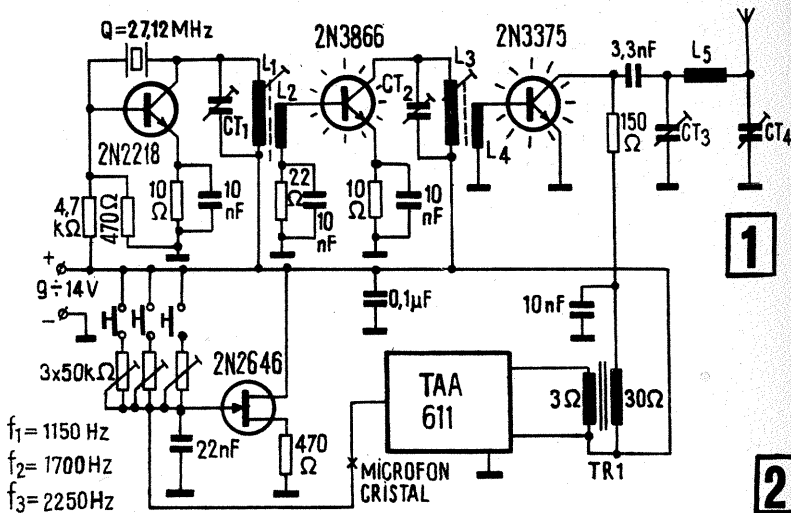 Q=27,12MHz
L1
2N3866
L3
2N3375
3,3nF
L5
L2
CT1
CT2
L4
CT3
CT4
150
Ω
2N2218
4,7
kΩ
470Ω
10
Ω
10
nF
22
Ω
10
nF
10
Ω
10
nF
1
+
9÷14V
-
0,1µF
10nF
3x50kΩ
2N2646
TAA
611
3Ω
30Ω
f1=1150 Hz
f2=1700Hz
f3=2250Hz
22nF
470
Ω
MICROFON
CRISTAL
TR1
2